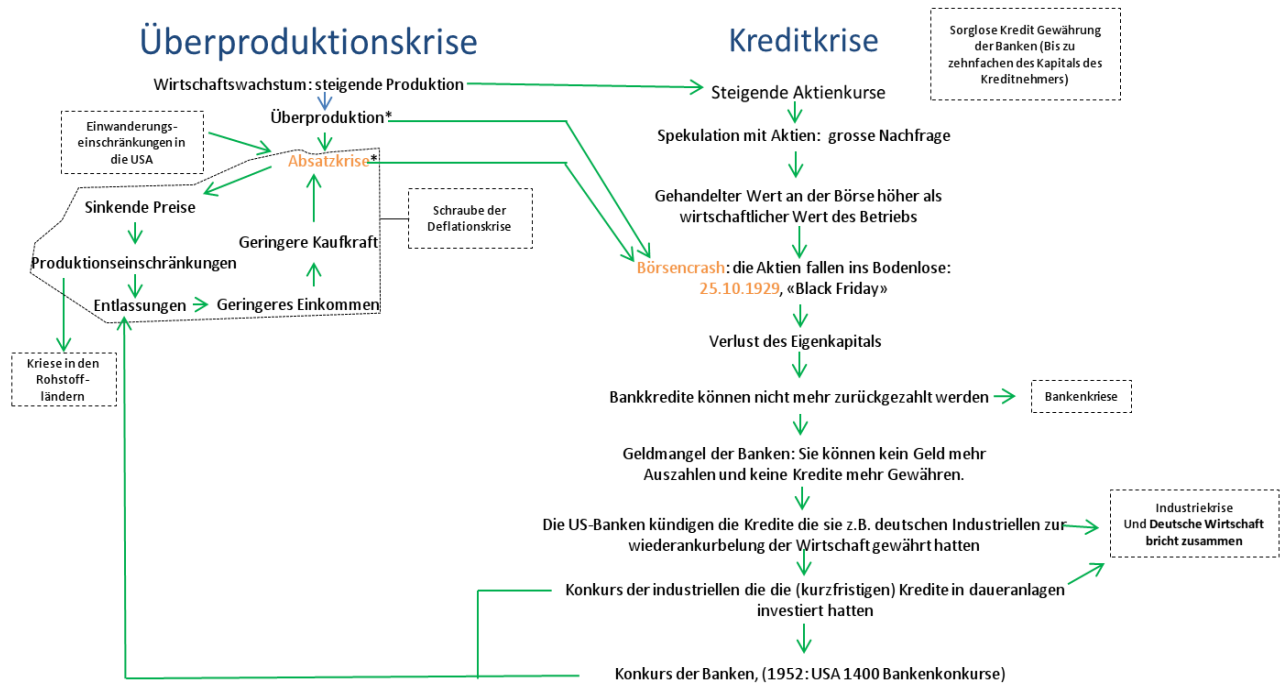 Überproduktionskrise
Wirtschaftswachstum: steigende Produktion
Überproduktion*
Einwanderungs-
einschränkungen in
die USA
Absatzkrise*
Sinkende Preise
Schraube der
Deflationskrise
Geringere Kaufkraft
Produktionseinschränkungen
Entlassungen
Geringeres Einkommen
Kriese in den
Rohstoff-
ländern
Kreditkrise
Sorglose Kredit Gewährung
der Banken (Bis zu
zehnfachen des Kapitals des
Kreditnehmers)
Steigende Aktienkurse
Spekulation mit Aktien: grosse Nachfrage
Gehandelter Wert an der Börse höher als
wirtschaftlicher Wert des Betriebs
Börsencrash: die Aktien fallen ins Bodenlose:
25.10.1929, «Black Friday»
Verlust des Eigenkapitals
Bankkredite können nicht mehr zurückgezahlt werden
Bankenkriese
Geldmangel der Banken: Sie können kein Geld mehr
Auszahlen und keine Kredite mehr Gewähren.
Die US-Banken kündigen die Kredite die sie z.B. deutschen Industriellen zur
wiederankurbelung der Wirtschaft gewährt hatten
Industriekrise
Und Deutsche Wirtschaft
bricht zusammen
Konkurs der industriellen die die (kurzfristigen) Kredite in daueranlagen
investiert hatten
Konkurs der Banken, (1952: USA 1400 Bankenkonkurse)